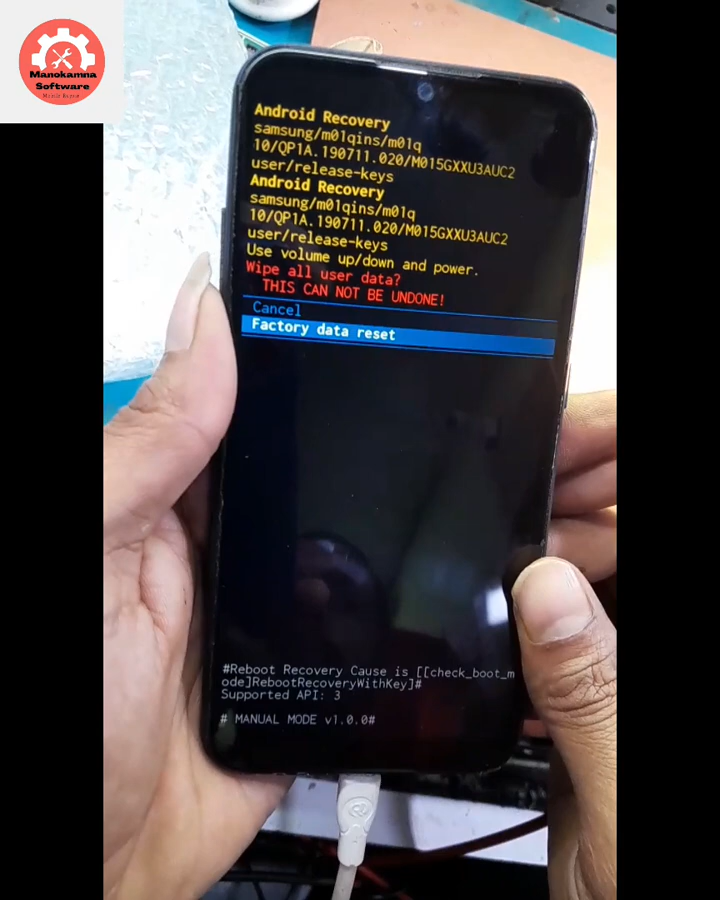 Manokamna
Software
Android Recovery
samsung/m01qins/m01q
10/QP1A.190711.020/M015GXXU3AUC2
user/release-keys
Android Recovery
samsung/m01qins/m01q
10/QP1A.190711.020/M015GXXU3AUC2
user/release-keys
Use volume up/down and power.
Wipe all user data?
THIS CAN NOT BE UNDONE!
Cancel
Factory data reset
#Reboot Recovery Cause is [[check_boot_m
ode]RebootRecoveryWithKey]#
Supported API: 3
# MANUAL MODE v1.0.0#